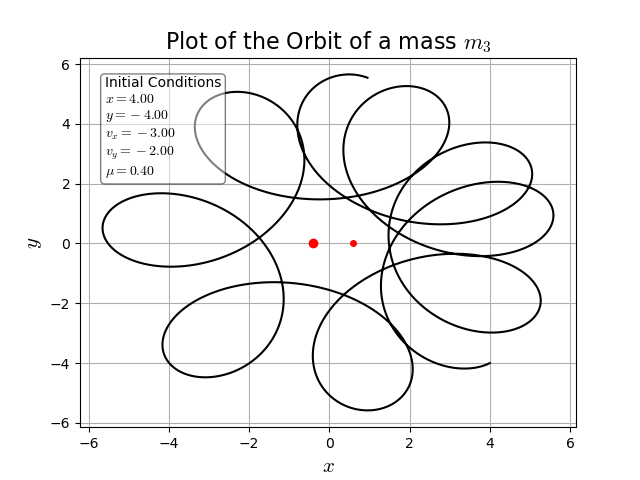 Plot of the Orbit of a mass m₃
Initial Conditions
x = 4.00
y = −4.00
vₓ = −3.00
v_y = −2.00
μ = 0.40
6
4
2
0
−2
−4
−6
y
−6
−4
−2
0
2
4
6
x